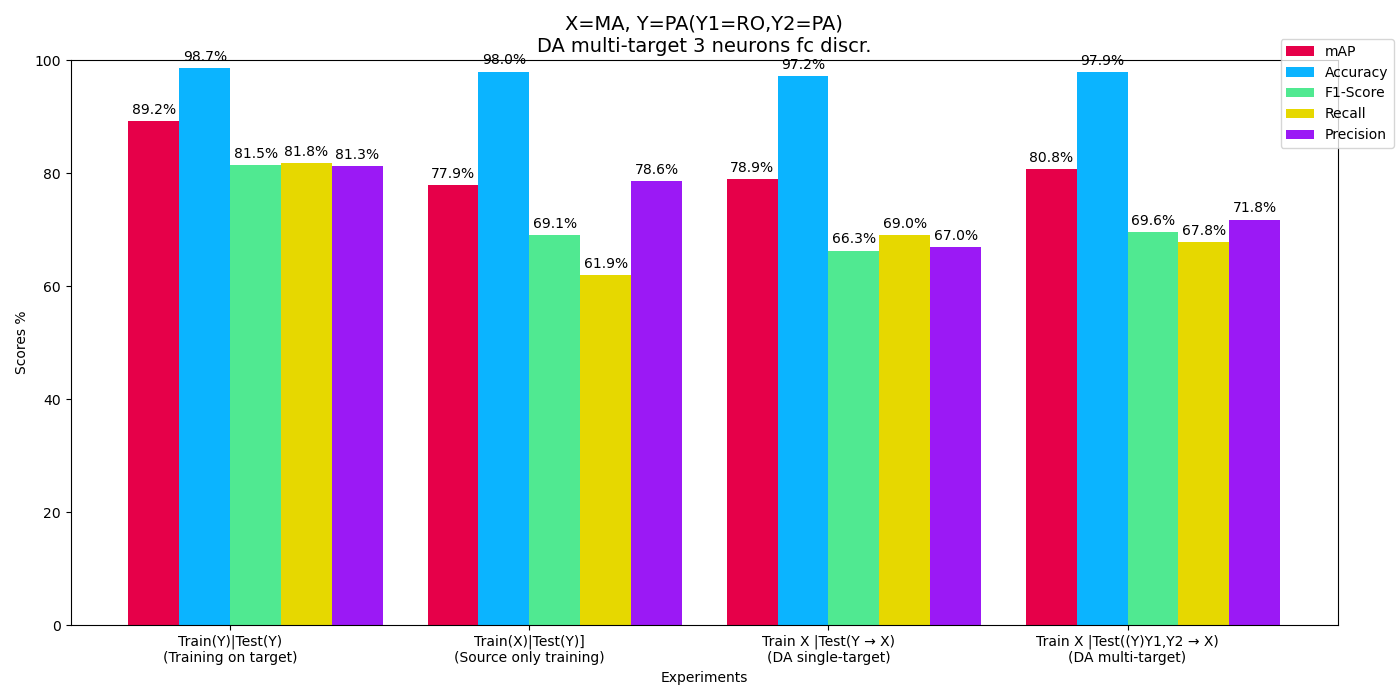 X=MA, Y=PA(Y1=RO,Y2=PA)
DA multi-target 3 neurons fc discr.
mAP
Accuracy
F1-Score
Recall
Precision
Scores %
100
80
60
40
20
0
89.2%
98.7%
81.5%
81.8%
81.3%
77.9%
98.0%
69.1%
61.9%
78.6%
78.9%
97.2%
66.3%
69.0%
67.0%
80.8%
97.9%
69.6%
67.8%
71.8%
Train(Y)|Test(Y)
(Training on target)
Train(X)|Test(Y)]
(Source only training)
Train X |Test(Y → X)
(DA single-target)
Train X |Test((Y)Y1,Y2 → X)
(DA multi-target)
Experiments